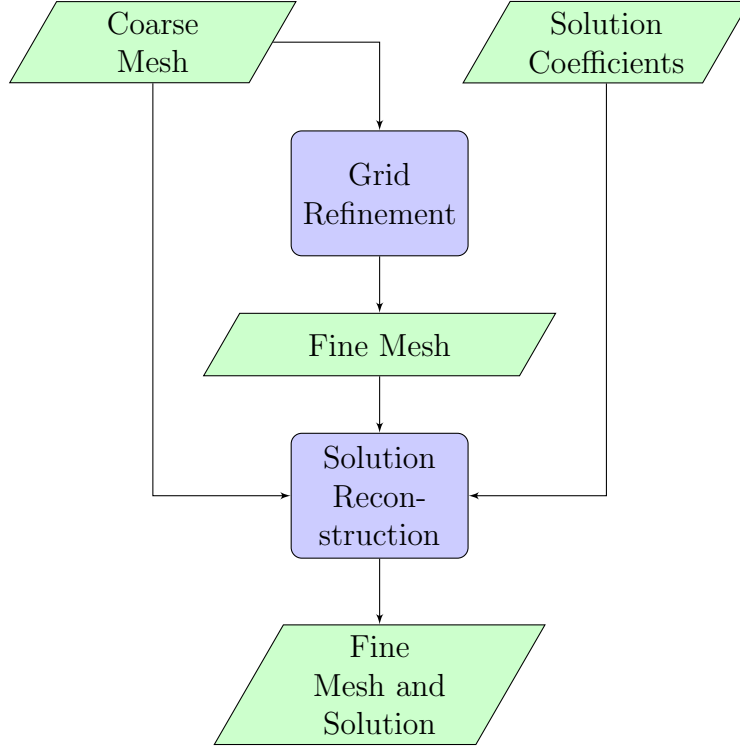 Coarse
Mesh
Solution
Coefficients
Grid
Refinement
Fine Mesh
Solution
Recon-
struction
Fine
Mesh and
Solution